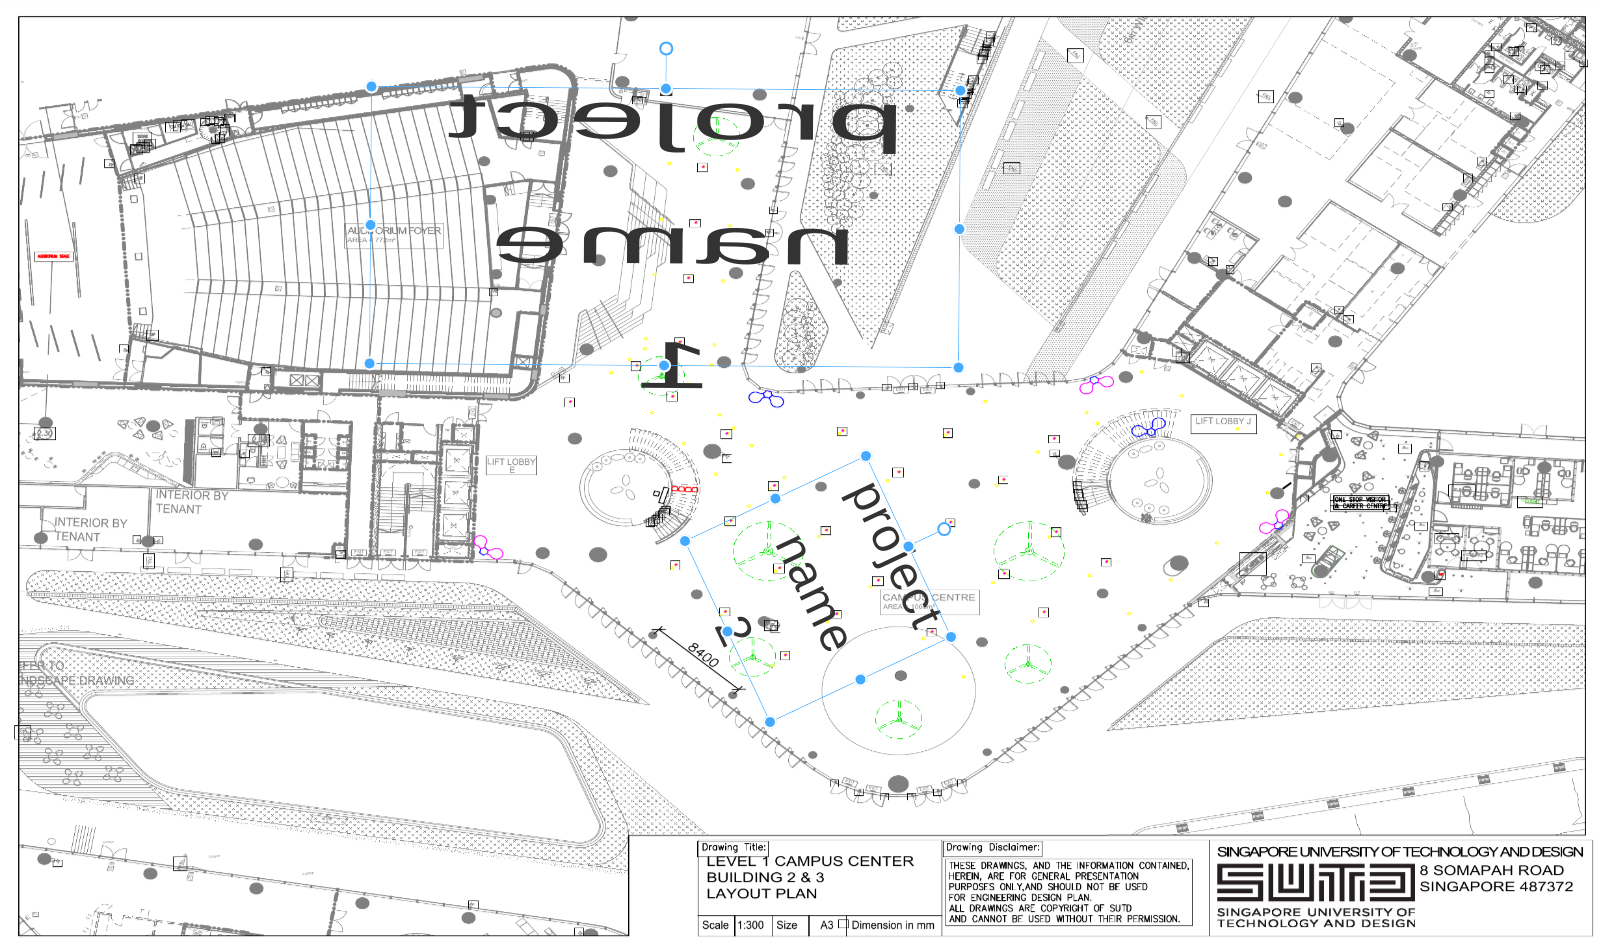 project
name
1
AUDITORIUM FOYER
AUDITORIUM STAGE
LIFT LOBBY J
LIFT LOBBY
E
INTERIOR BY
TENANT
INTERIOR BY
TENANT
ONE STOP
& CAREER CENTRE
project
name
2
CAMPUS CENTRE
8400
NDSCAPE DRAWING
Drawing Title:
LEVEL 1 CAMPUS CENTER
BUILDING 2 & 3
LAYOUT PLAN
Scale 1:300 Size A3 Dimension in mm
Drawing Disclaimer:
THESE DRAWINGS, AND THE INFORMATION CONTAINED,
HEREIN, ARE FOR GENERAL PRESENTATION
PURPOSES ONLY,AND SHOULD NOT BE USED
FOR ENGINEERING DESIGN PLAN.
ALL DRAWINGS ARE COPYRIGHT OF SUTD
AND CANNOT BE USED WITHOUT THEIR PERMISSION.
SINGAPORE UNIVERSITY OF TECHNOLOGY AND DESIGN
SUTD
8 SOMAPAH ROAD
SINGAPORE 487372
SINGAPORE UNIVERSITY OF
TECHNOLOGY AND DESIGN